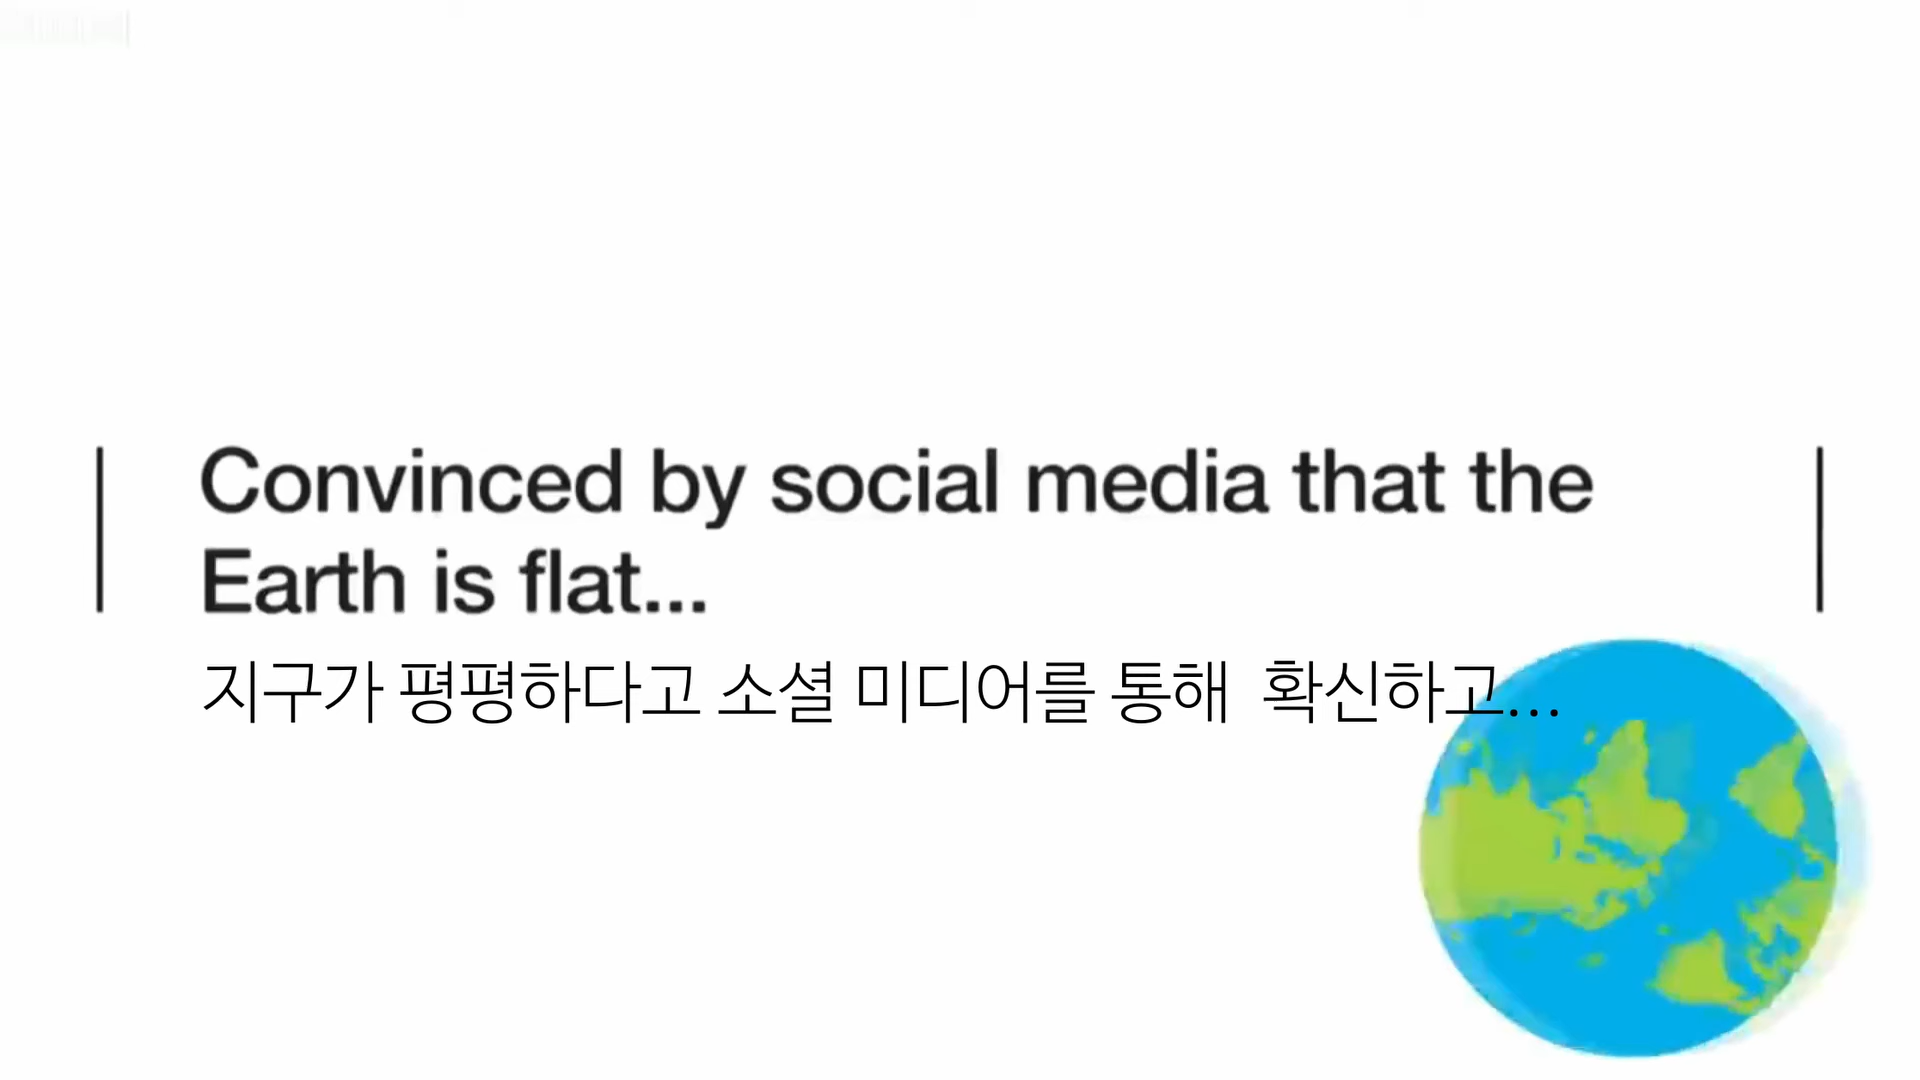 Convinced by social media that the
Earth is flat...
지구가 평평하다고 소셜 미디어를 통해 확신하고...